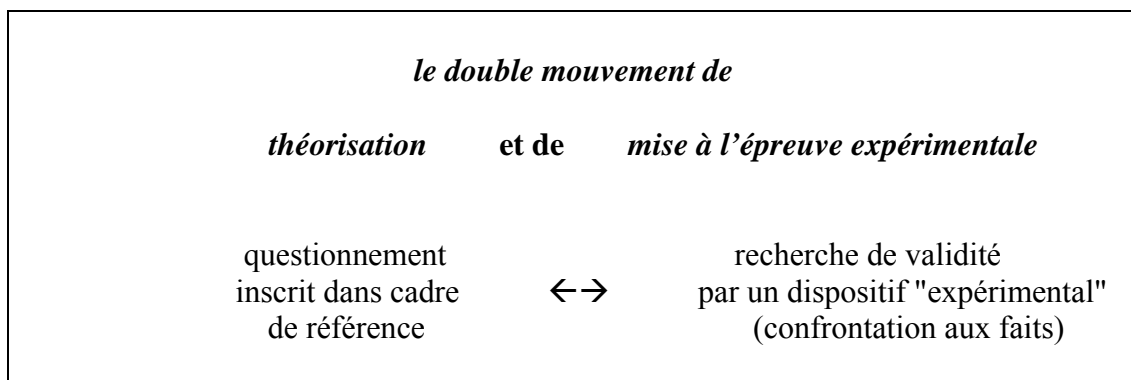 le double mouvement de
théorisation et de mise à l’épreuve expérimentale
questionnement recherche de validité
inscrit dans cadre ←→ par un dispositif "expérimental"
de référence (confrontation aux faits)